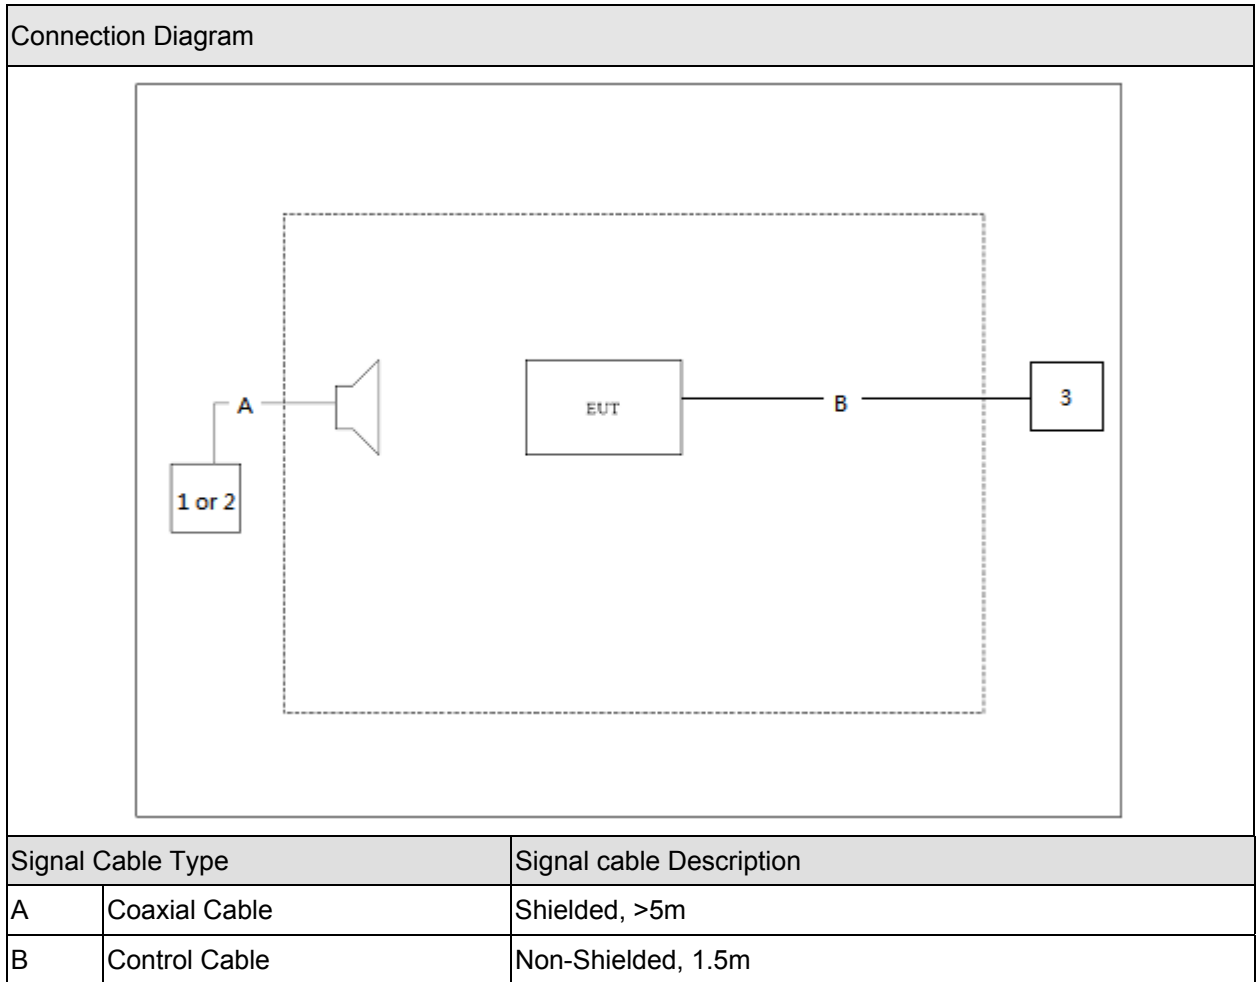 Connection Diagram
A
EUT
B
3
1 or 2
Signal Cable Type Signal cable Description
A Coaxial Cable Shielded, >5m
B Control Cable Non-Shielded, 1.5m